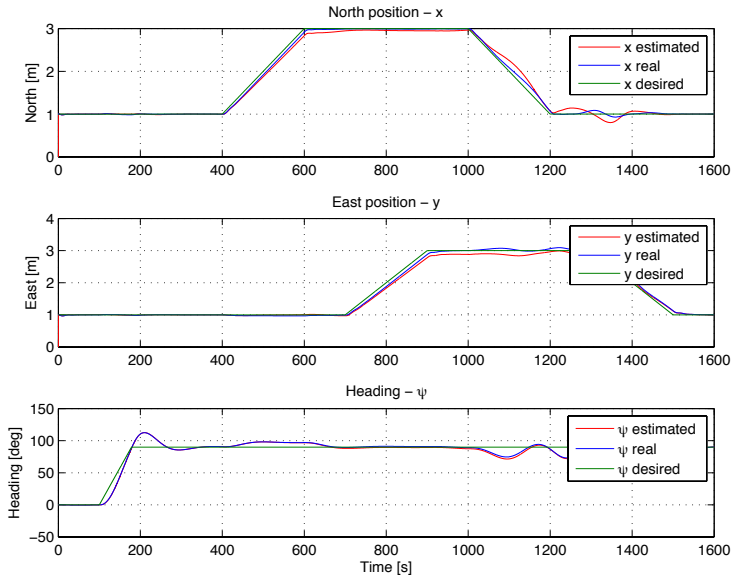 North position − x
North [m]
3
2
1
0
0 200 400 600 800 1000 1200 1400 1600
x estimated
x real
x desired
East position − y
East [m]
4
3
2
1
0
0 200 400 600 800 1000 1200 1400 1600
y estimated
y real
y desired
Heading − ψ
Heading [deg]
150
100
50
0
−50
0 200 400 600 800 1000 1200 1400 1600
Time [s]
ψ estimated
ψ real
ψ desired